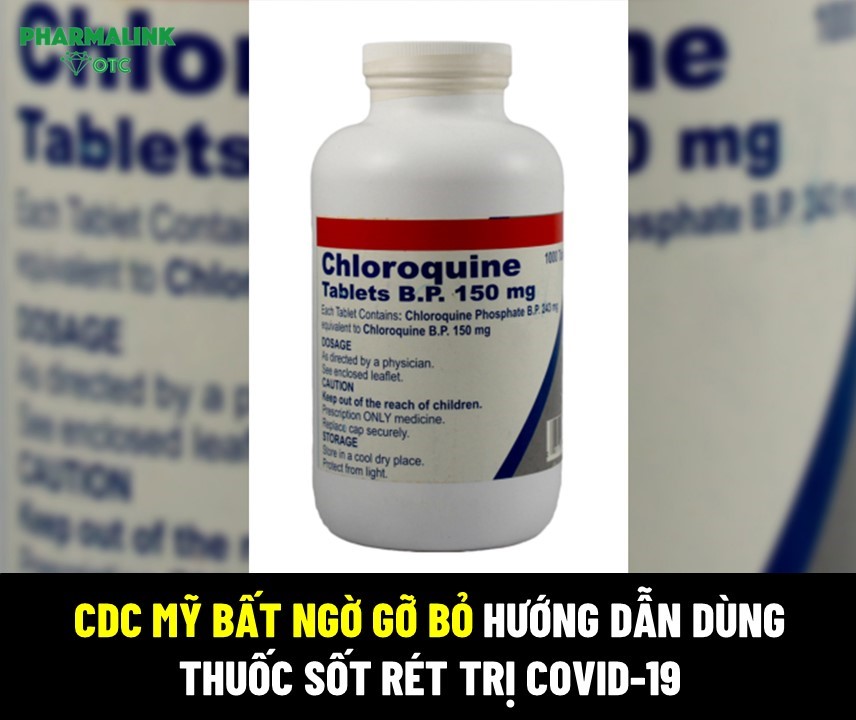 PHARMALINK
OTC
Chloroquine
Tablets B.P. 150 mg
Each Tablet Contains: Chloroquine Phosphate B.P. 240 mg
equivalent to Chloroquine B.P. 150 mg
DOSAGE
As directed by a physician.
See enclosed leaflet.
CAUTION
Keep out of the reach of children.
Prescription ONLY medicine.
Replace cap securely.
STORAGE
Store in a cool dry place.
Protect from light.
1000
CDC MỸ BẤT NGỜ GỠ BỎ HƯỚNG DẪN DÙNG
THUỐC SỐT RÉT TRỊ COVID-19